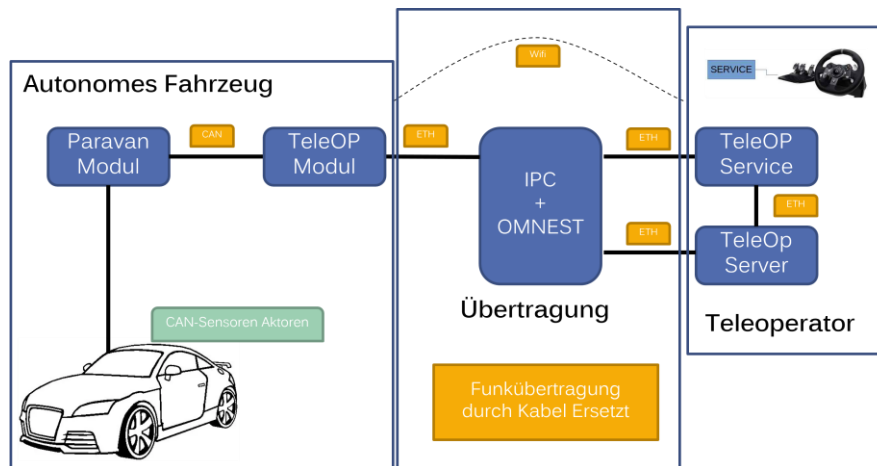 Autonomes Fahrzeug
Paravan
Modul
CAN
TeleOP
Modul
ETH
CAN-Sensoren Aktoren
Wifi
IPC
+
OMNEST
ETH
ETH
Übertragung
Funkübertragung
durch Kabel Ersetzt
SERVICE
TeleOP
Service
ETH
TeleOp
Server
Teleoperator